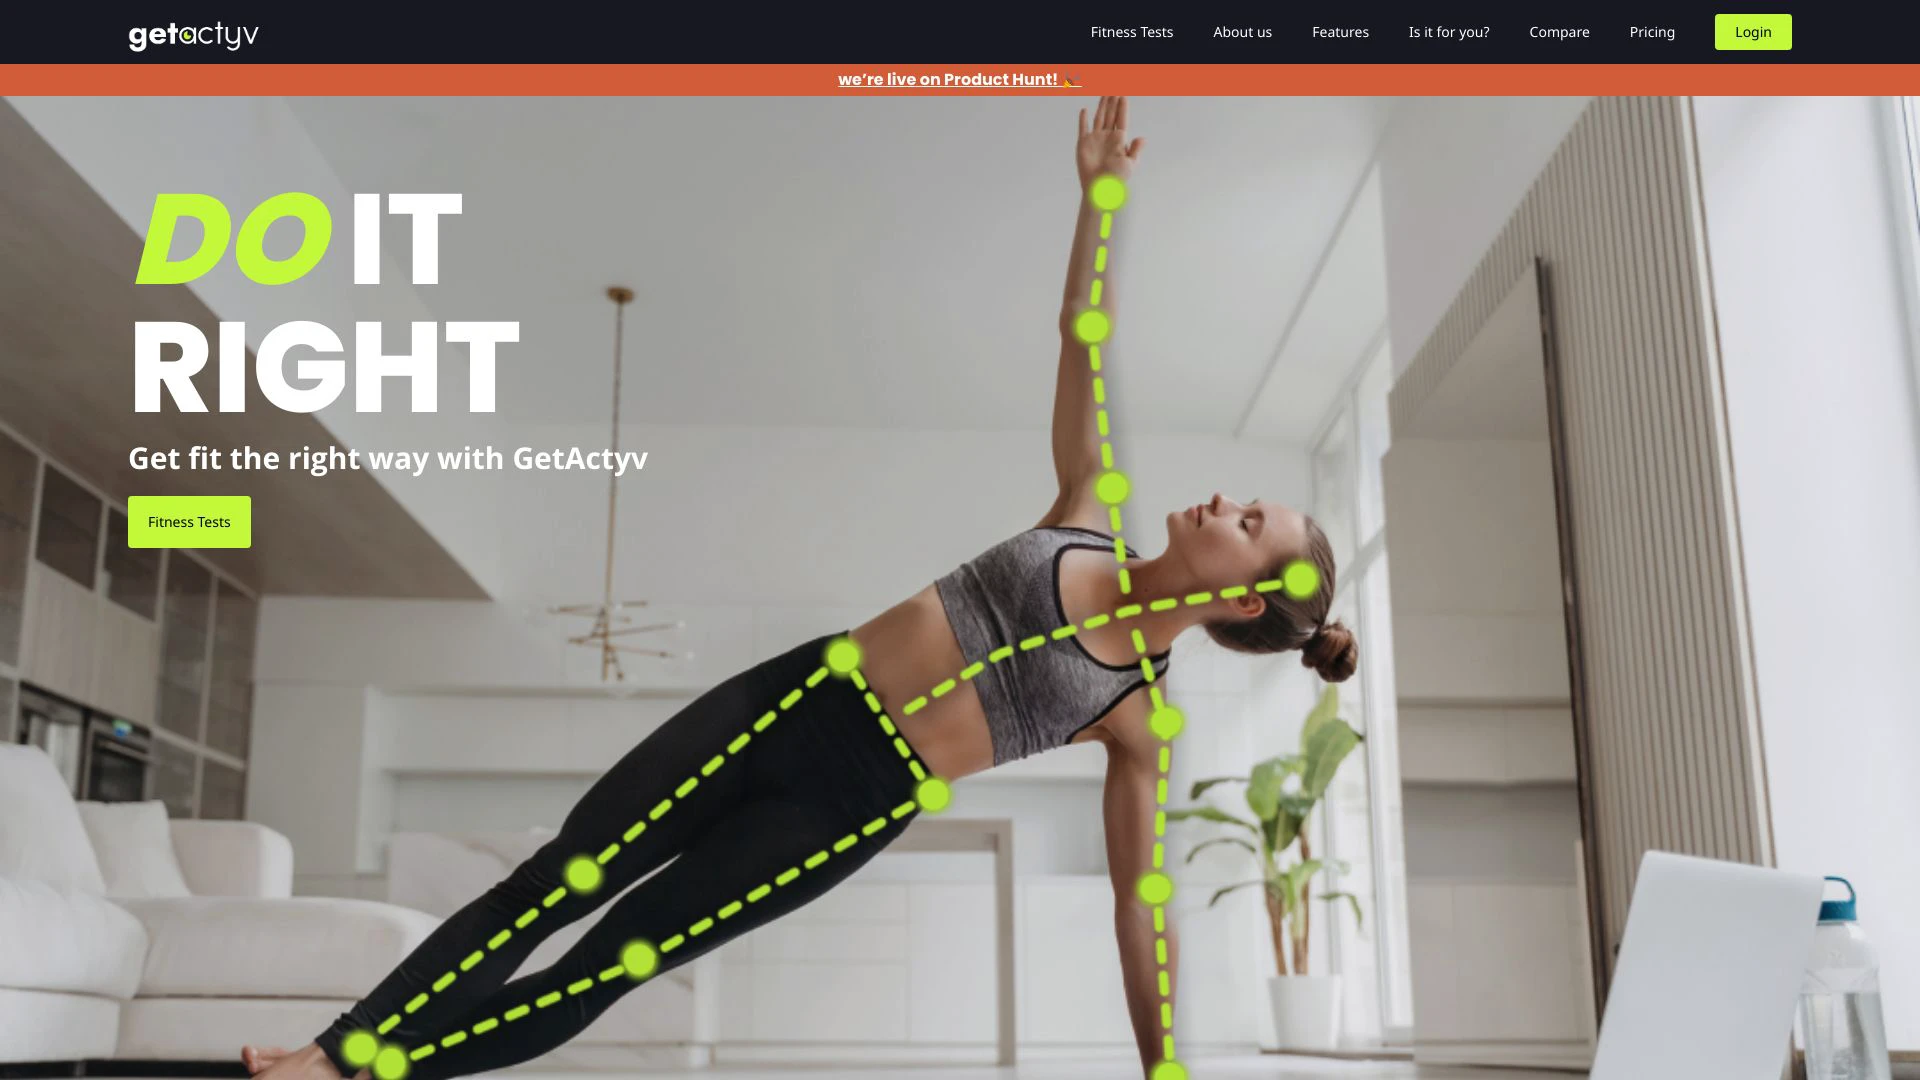 getactyv
Fitness Tests
About us
Features
Is it for you?
Compare
Pricing
Login
we’re live on Product Hunt! 🎉
DO IT
RIGHT
Get fit the right way with GetActyv
Fitness Tests